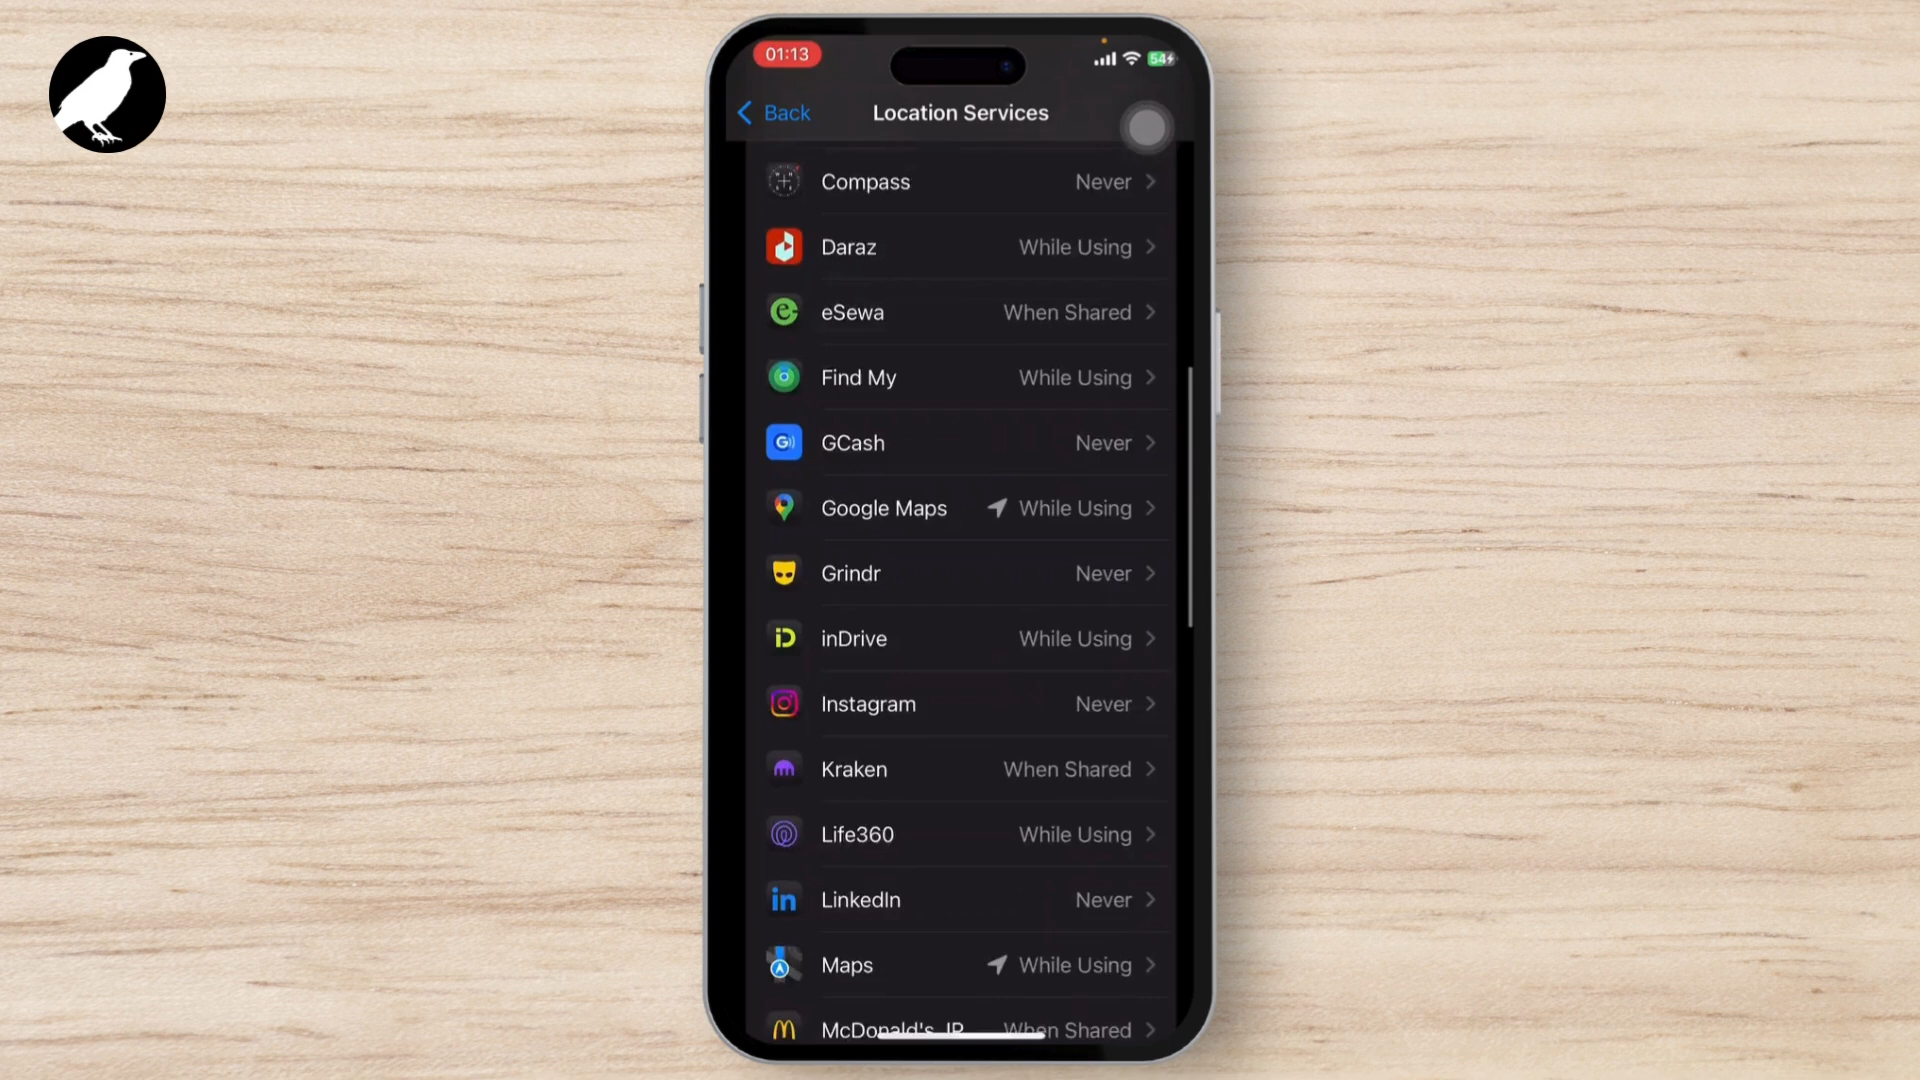 01:13
54
Back
Location Services
Compass Never
Daraz While Using
eSewa When Shared
Find My While Using
GCash Never
Google Maps While Using
Grindr Never
inDrive While Using
Instagram Never
Kraken When Shared
Life360 While Using
LinkedIn Never
Maps While Using
McDonald's JP When Shared